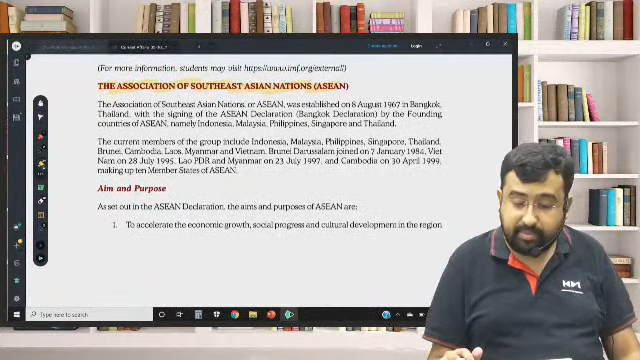 Current Affairs 09-10...
Login
(For more information, students may visit https://www.imf.org/external/)
THE ASSOCIATION OF SOUTHEAST ASIAN NATIONS (ASEAN)
The Association of Southeast Asian Nations, or ASEAN, was established on 8 August 1967 in Bangkok,
Thailand, with the signing of the ASEAN Declaration (Bangkok Declaration) by the Founding
countries of ASEAN, namely Indonesia, Malaysia, Philippines, Singapore and Thailand.
The current members of the group include Indonesia, Malaysia, Philippines, Singapore, Thailand,
Brunei, Cambodia, Laos, Myanmar and Vietnam. Brunei Darussalem joined on 7 January 1984, Viet
Nam on 28 July 1995, Lao PDR and Myanmar on 23 July 1997, and Cambodia on 30 April 1999,
making up ten Member States of ASEAN.
Aim and Purpose
As set out in the ASEAN Declaration, the aims and purposes of ASEAN are:
1. To accelerate the economic growth, social progress and cultural development in the region
Type here to search